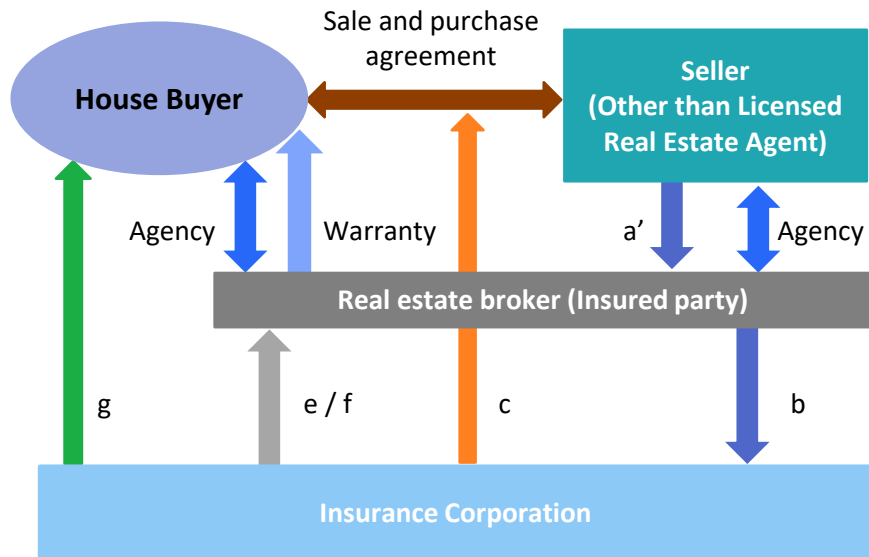 Sale and purchase
agreement
House Buyer
Seller
(Other than Licensed
Real Estate Agent)
Agency
Warranty
a’
Agency
Real estate broker (Insured party)
g
e / f
c
b
Insurance Corporation